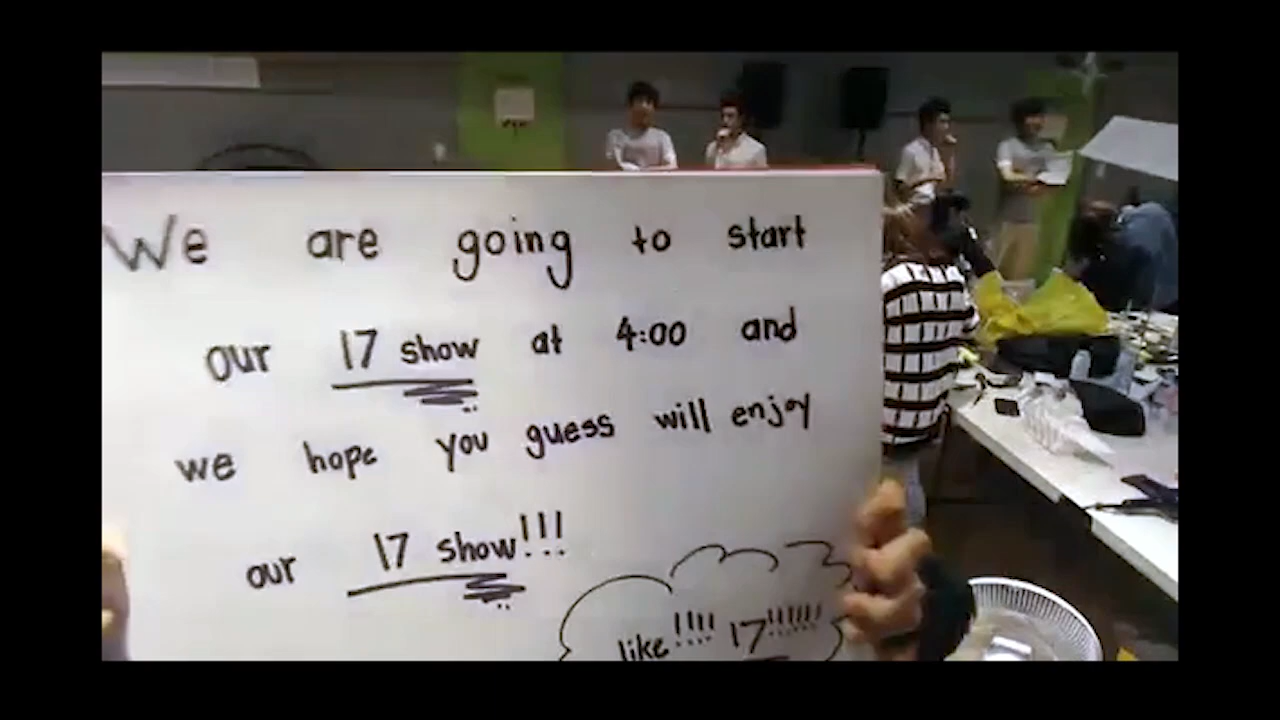 We are going to start
our 17 show at 4:00 and
we hope you guess will enjoy
our 17 show!!!
like!!!! 17!!!!!!